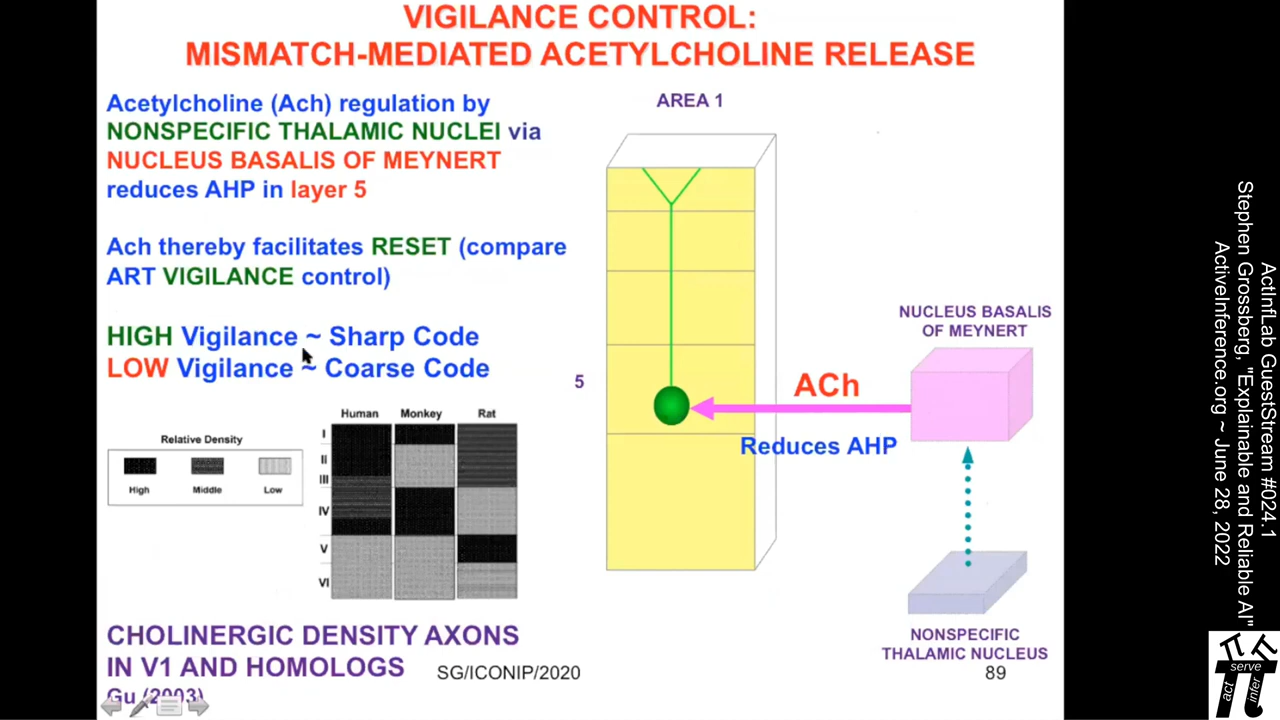 VIGILANCE CONTROL:
MISMATCH-MEDIATED ACETYLCHOLINE RELEASE
Acetylcholine (Ach) regulation by
NONSPECIFIC THALAMIC NUCLEI via
NUCLEUS BASALIS OF MEYNERT
reduces AHP in layer 5
Ach thereby facilitates RESET (compare
ART VIGILANCE control)
HIGH Vigilance ~ Sharp Code
LOW Vigilance ~ Coarse Code
Relative Density
High Middle Low
Human Monkey Rat
I
II
III
IV
V
VI
CHOLINERGIC DENSITY AXONS
IN V1 AND HOMOLOGS
Gu (2003)
SG/ICONIP/2020
AREA 1
5
ACh
Reduces AHP
NUCLEUS BASALIS
OF MEYNERT
NONSPECIFIC
THALAMIC NUCLEUS
89
ActInfLab GuestStream #024.1
Stephen Grossberg, "Explainable and Reliable AI"
ActiveInference.org ~ June 28, 2022
serve
act
infer